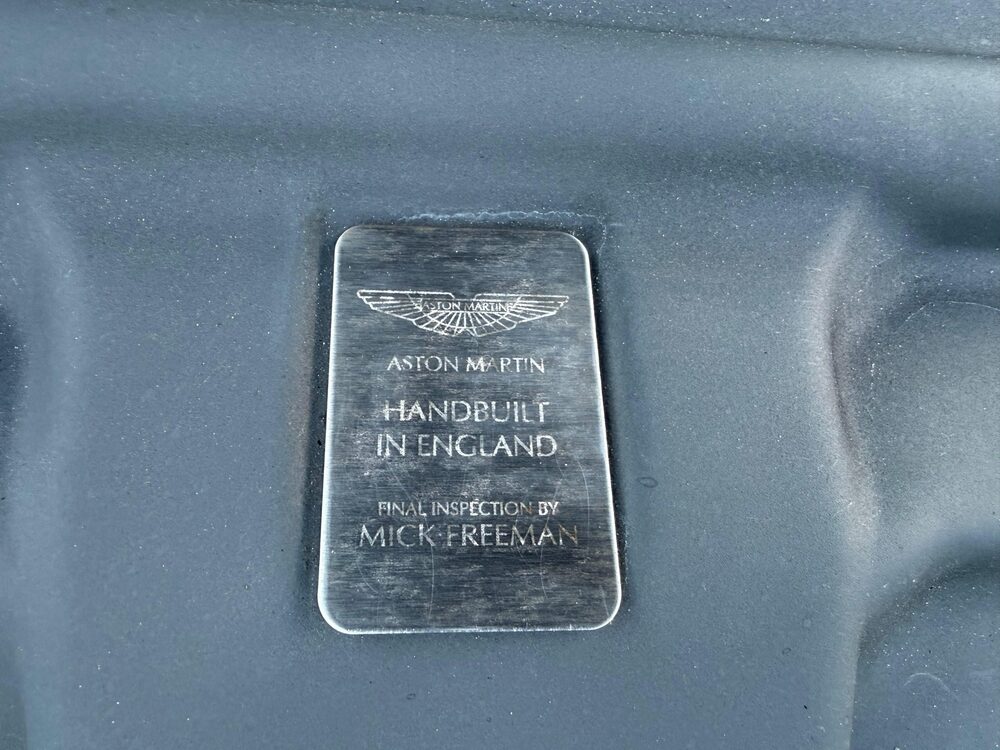 ASTON MARTIN
ASTON MARTIN
HANDBUILT
IN ENGLAND
FINAL INSPECTION BY
MICK FREEMAN